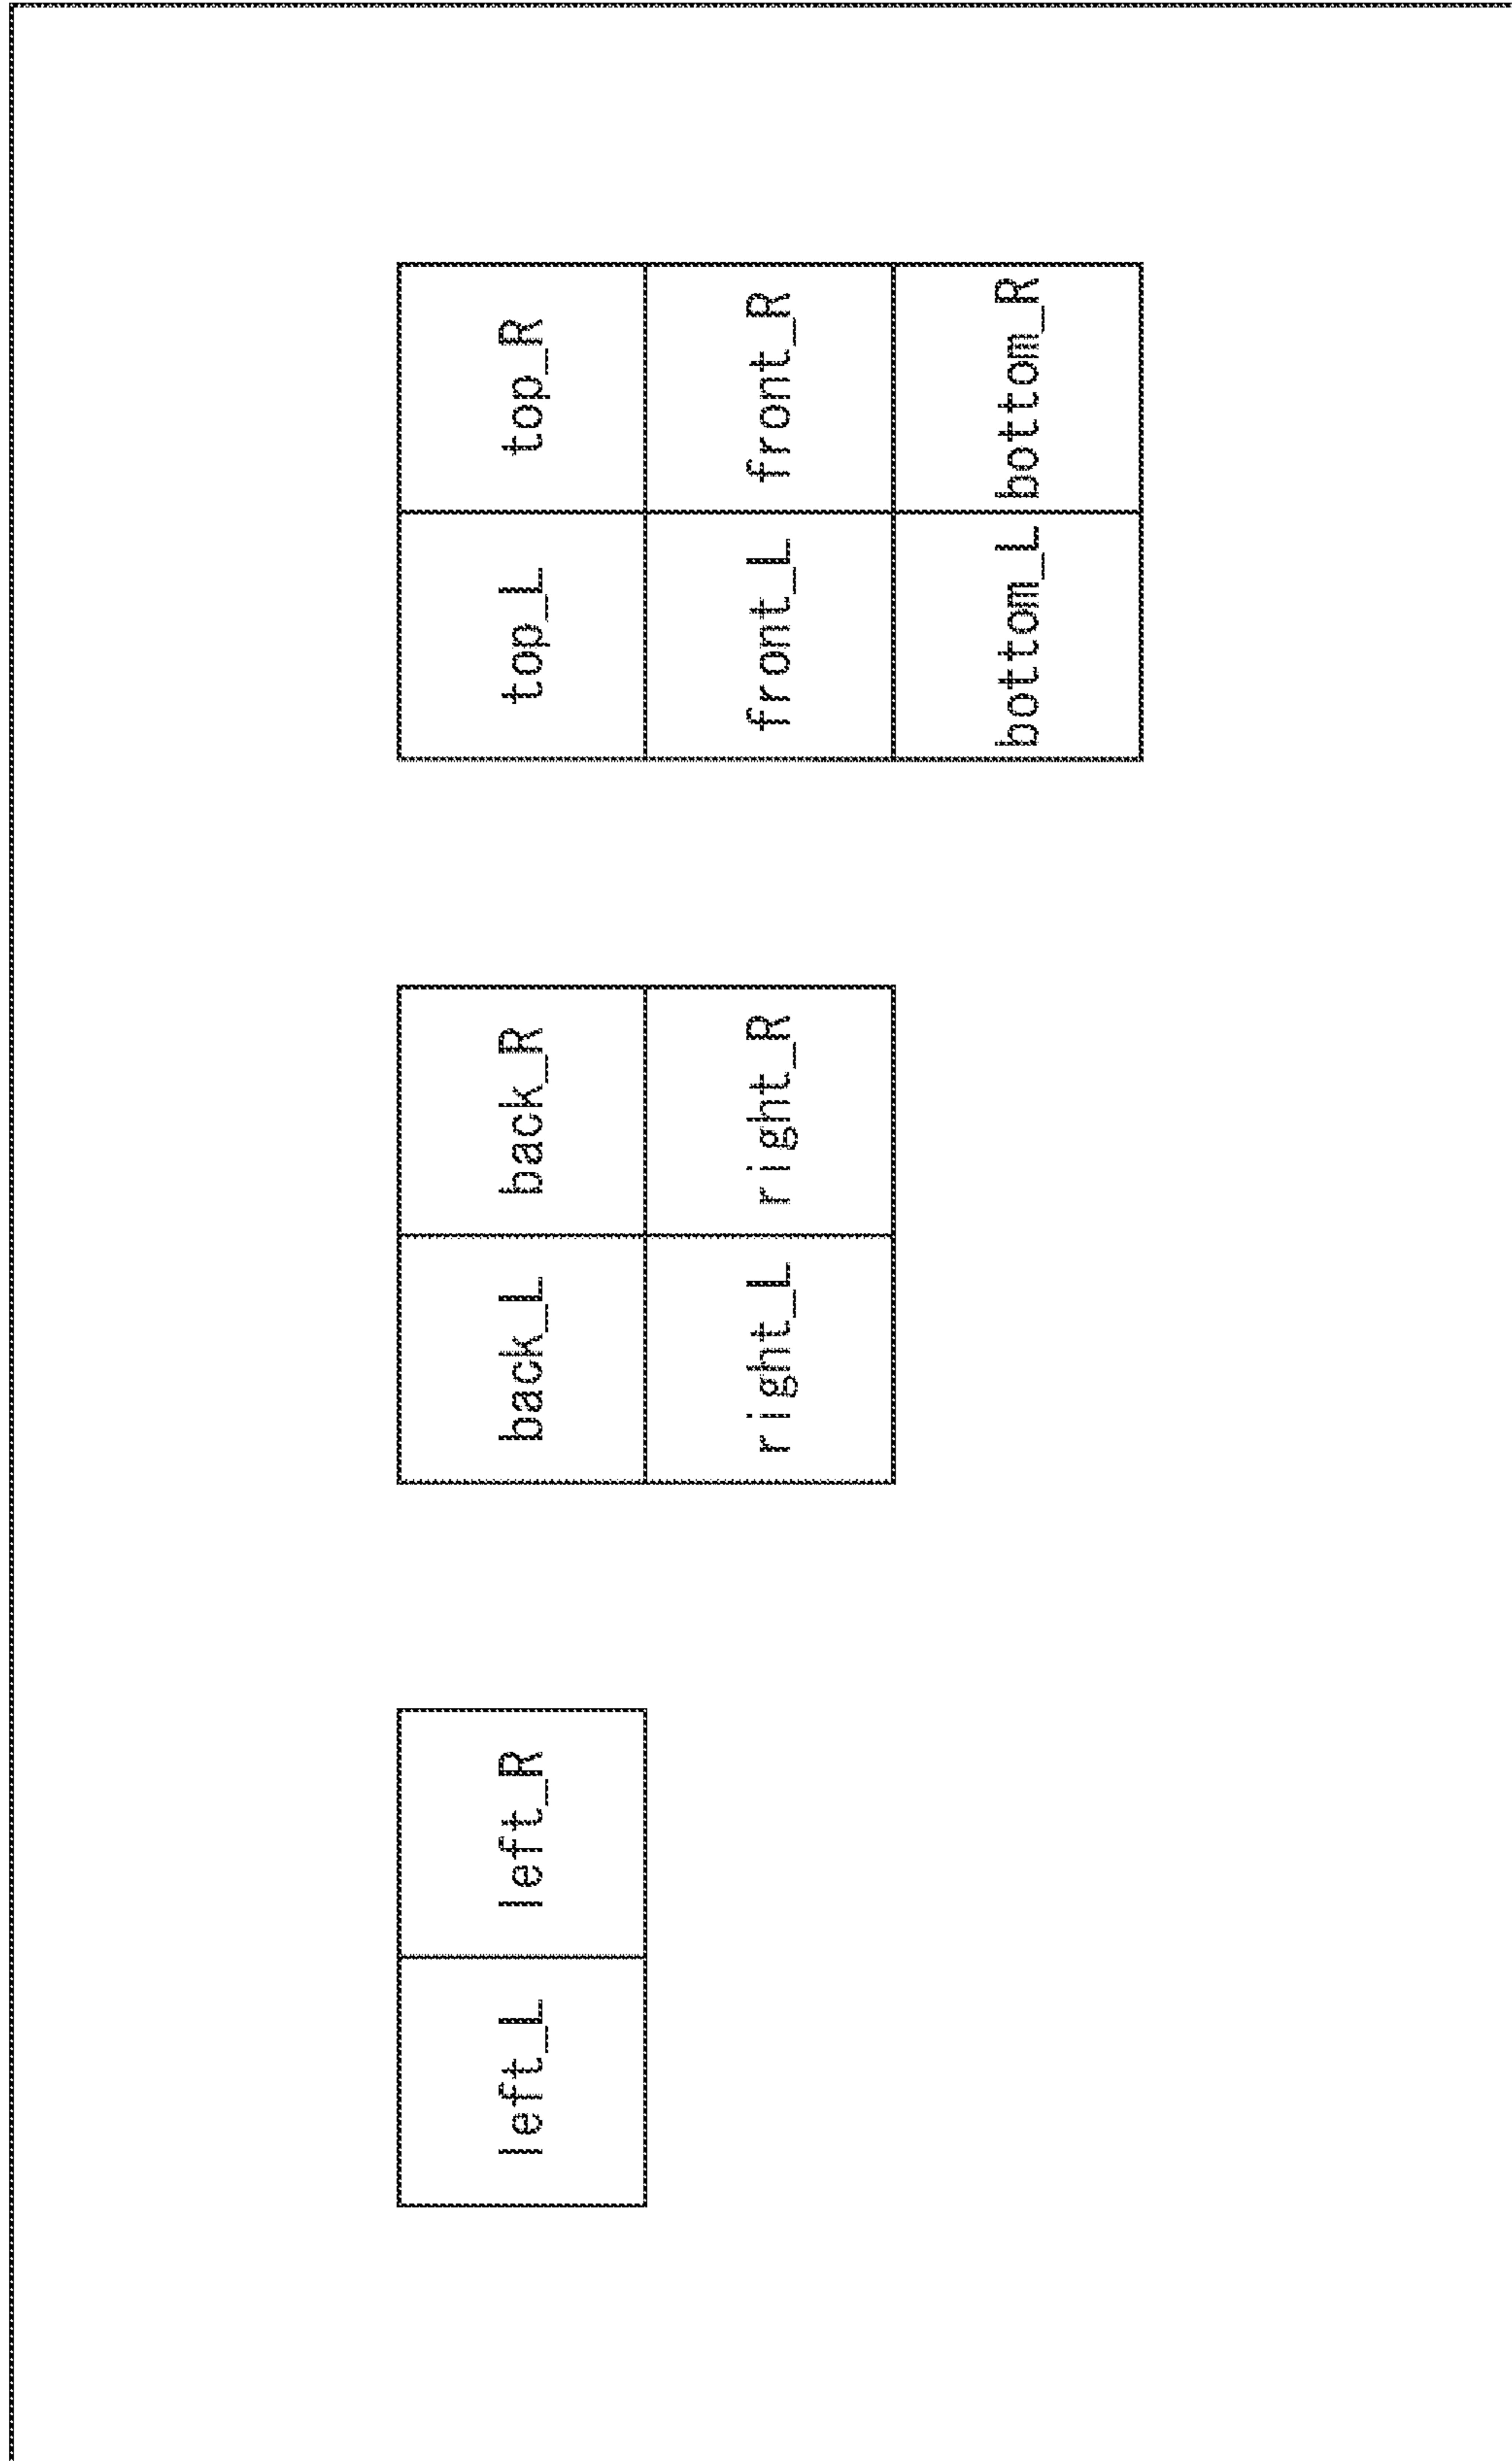 left_L left_R back_L back_R top_L top_R
right_L right_R front_L front_R
bottom_L bottom_R